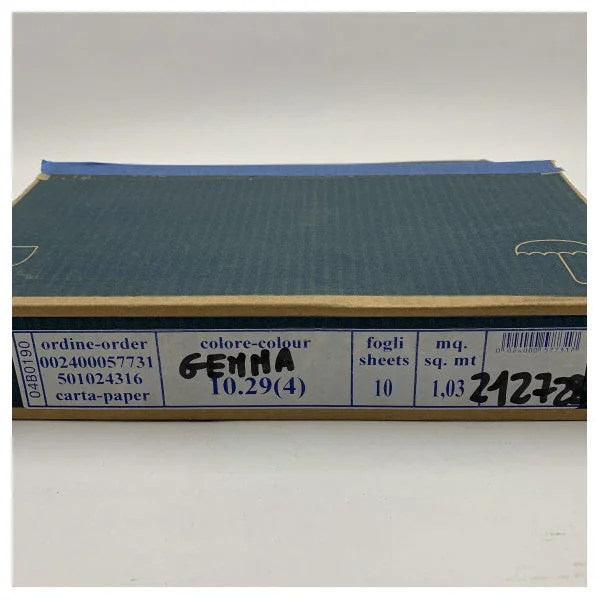 04B0190
ordine-order
002400057731
501024316
carta-paper
colore-colour
GEMMA
10.29(4)
fogli
sheets
10
mq.
sq. mt
1,03